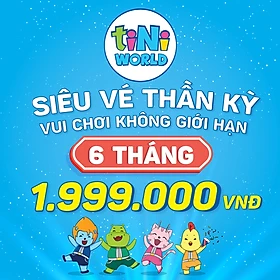 tiNi
WORLD
SIÊU VÉ THẦN KỲ
VUI CHƠI KHÔNG GIỚI HẠN
6 THÁNG
1.999.000 VNĐ